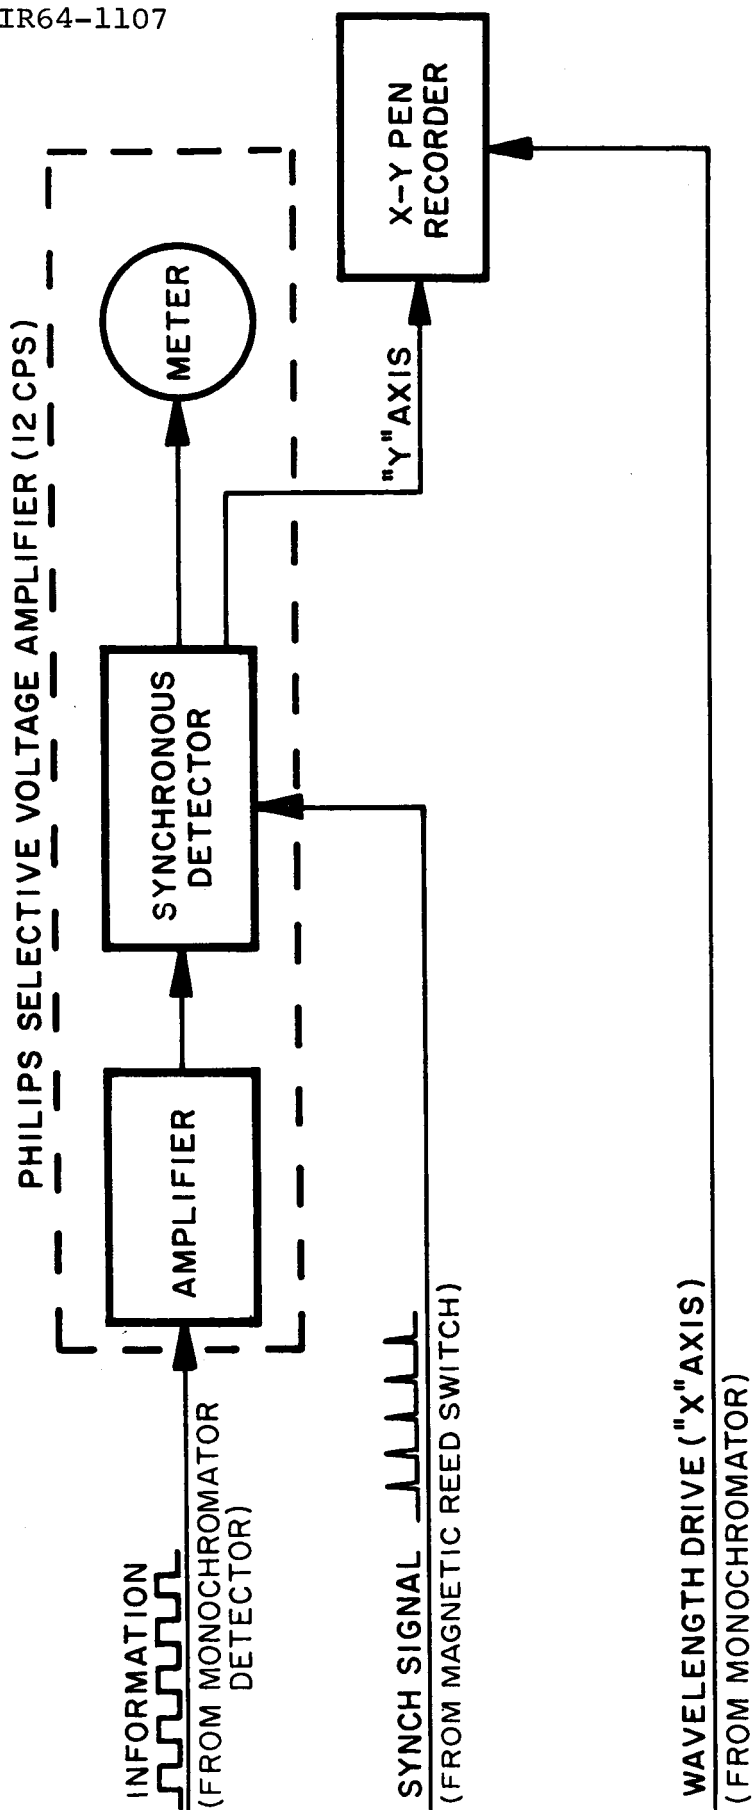 IR64-1107
PHILIPS SELECTIVE VOLTAGE AMPLIFIER (12 CPS)
INFORMATION
(FROM MONOCHROMATOR
DETECTOR)
AMPLIFIER
SYNCHRONOUS
DETECTOR
METER
"Y" AXIS
X-Y PEN
RECORDER
SYNCH SIGNAL
(FROM MAGNETIC REED SWITCH)
WAVELENGTH DRIVE ("X" AXIS)
(FROM MONOCHROMATOR)